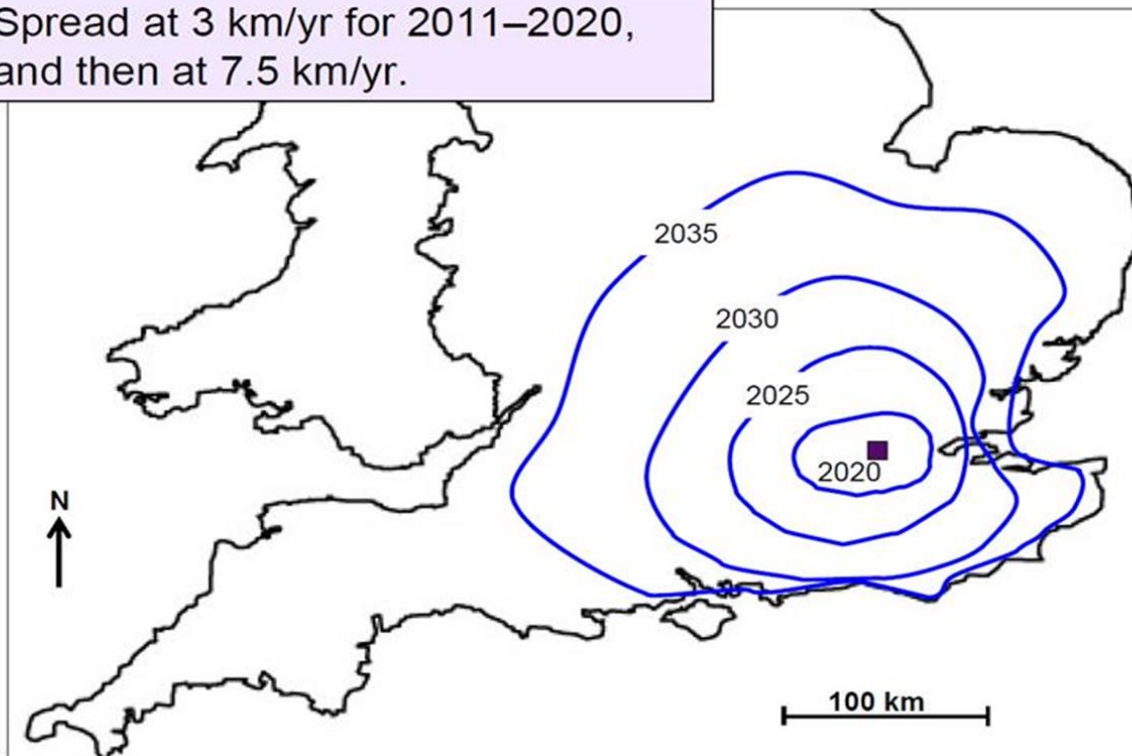 Spread at 3 km/yr for 2011–2020,
and then at 7.5 km/yr.
2035
2030
2025
2020
N
100 km